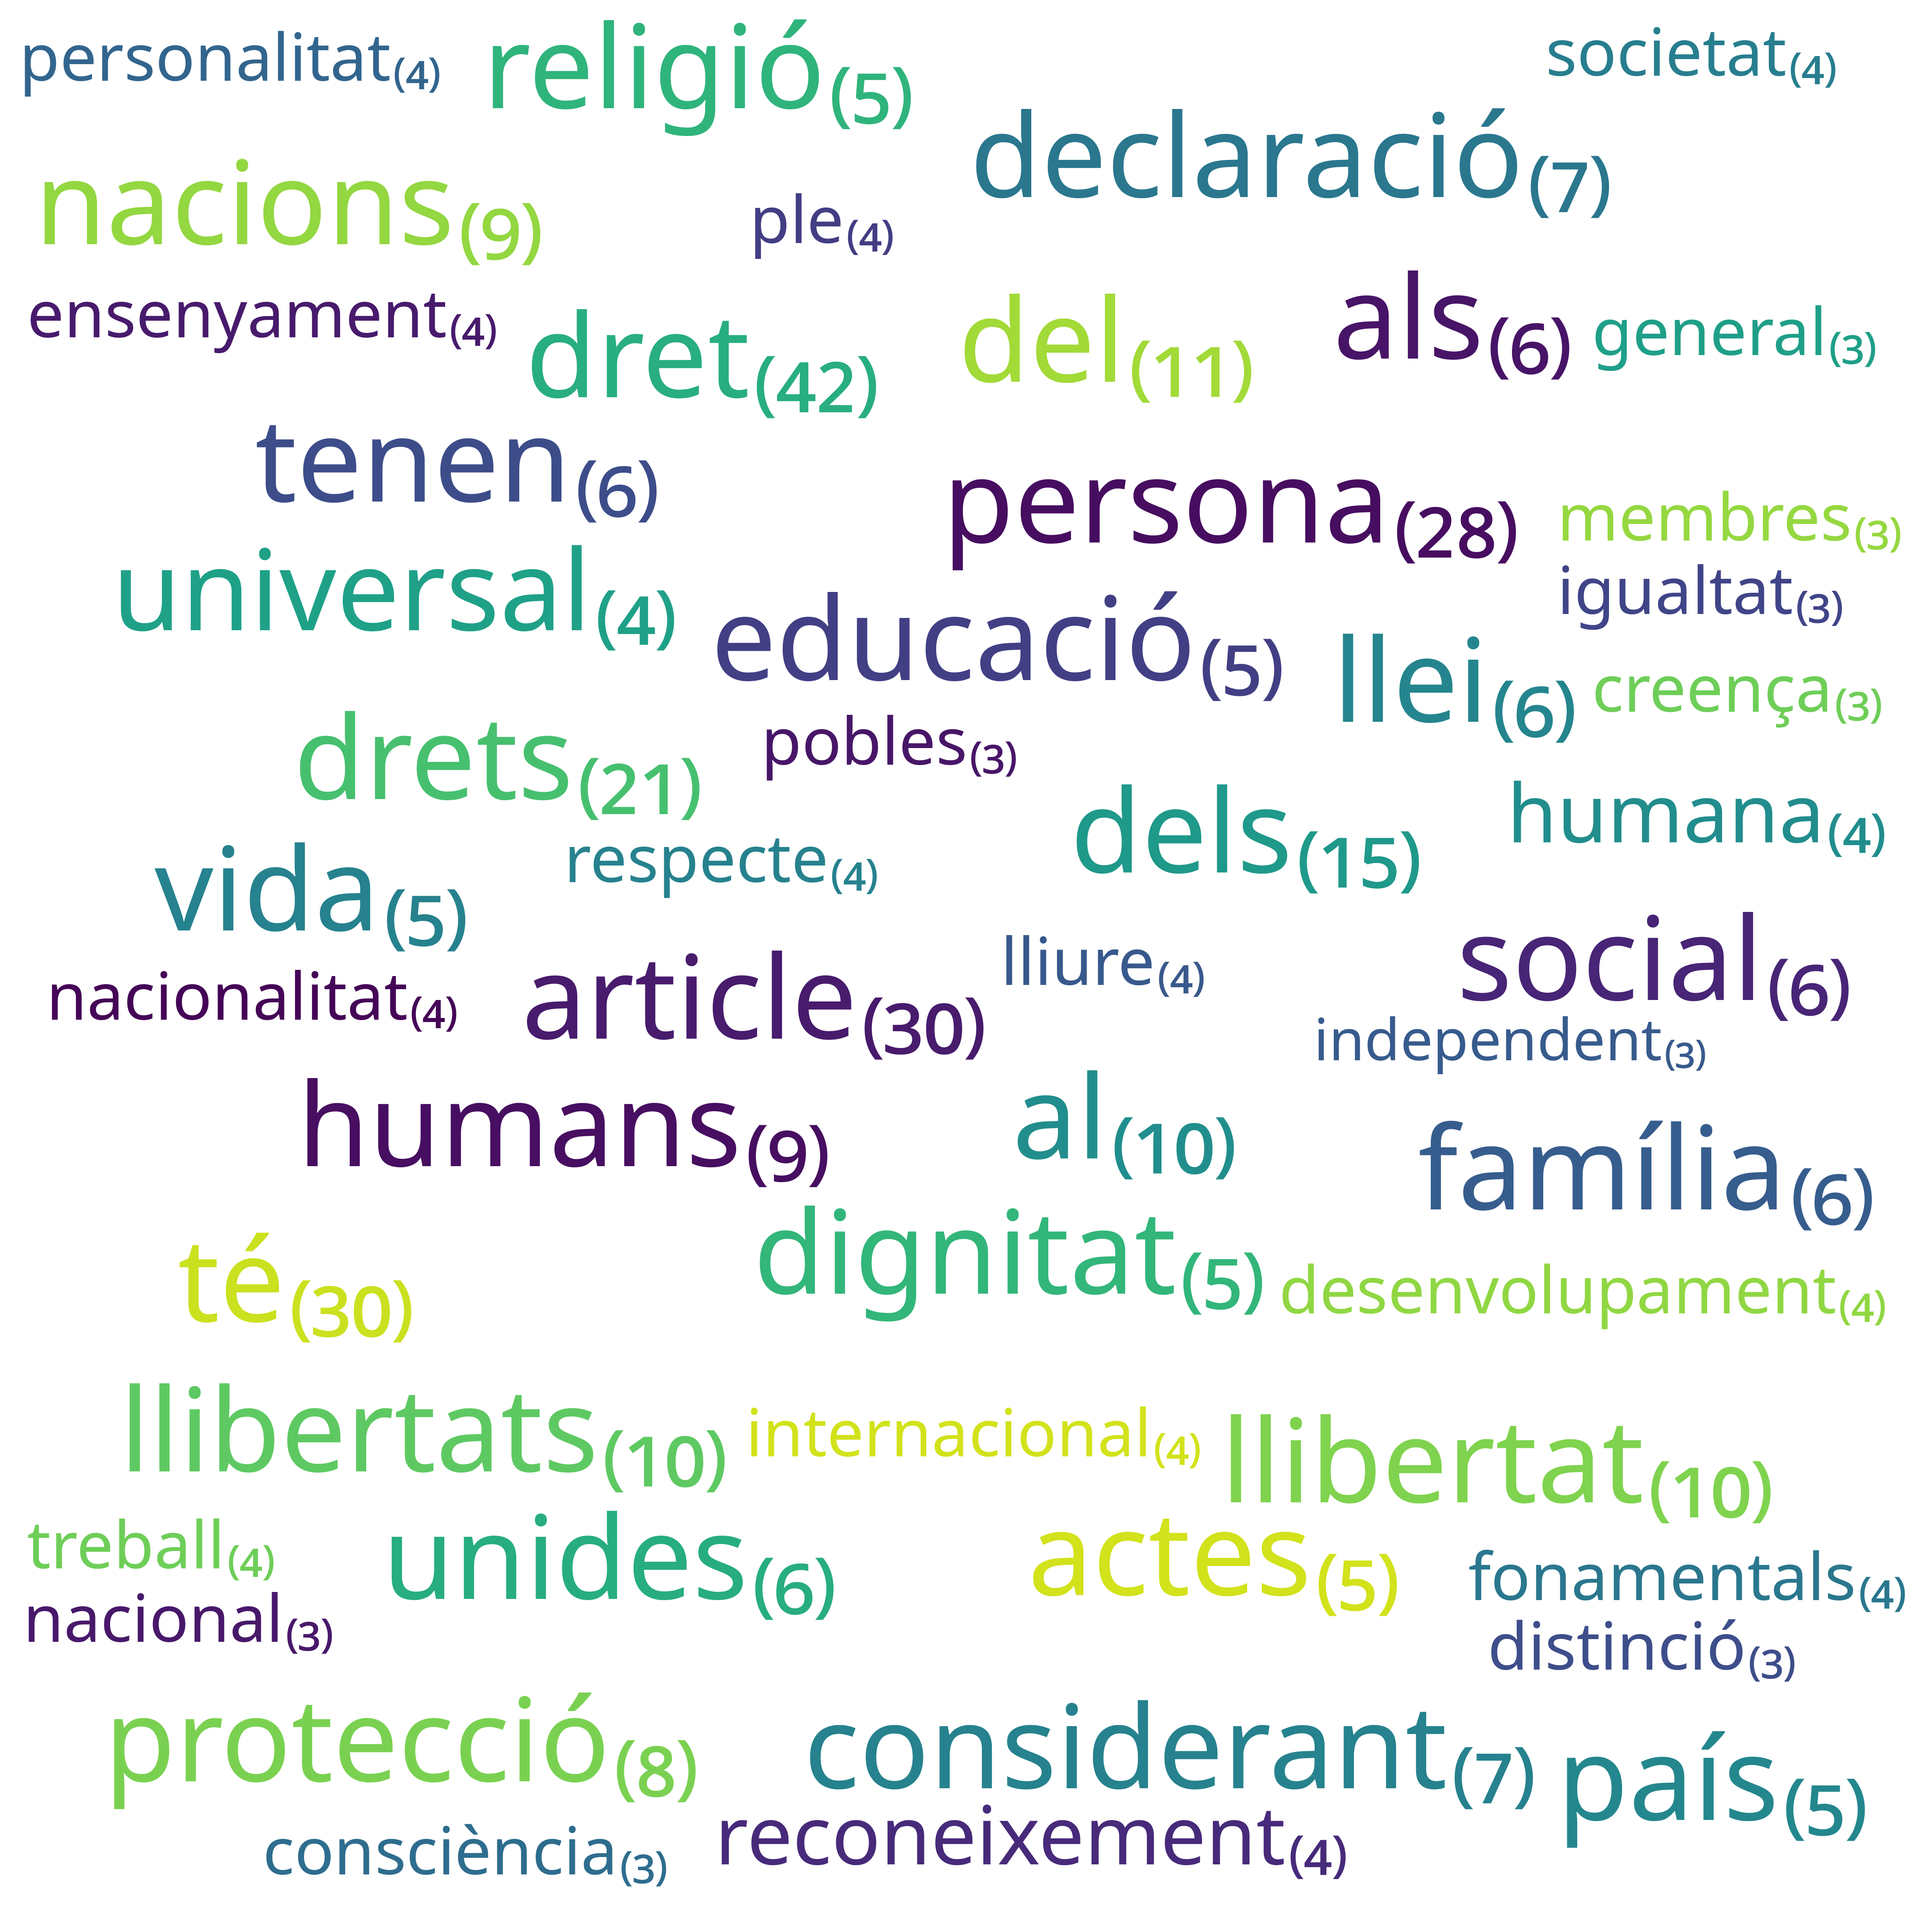 personalitat(4) religió(5) societat(4)
declaració(7)
nacions(9) ple(4)
ensenyament(4) dret(42) del(11) als(6) general(3)
tenen(6) persona(28) membres(3)
universal(4) educació(5) igualtat(3)
llei(6) creença(3)
drets(21) pobles(3)
dels(15) humana(4)
vida(5) respecte(4)
nacionalitat(4) article(30) lliure(4) social(6)
independent(3)
humans(9) al(10) família(6)
té(30) dignitat(5) desenvolupament(4)
llibertats(10) internacional(4) llibertat(10)
treball(4) unides(6) actes(5) fonamentals(4)
nacional(3) distinció(3)
protecció(8) considerant(7) país(5)
consciència(3) reconeixement(4)